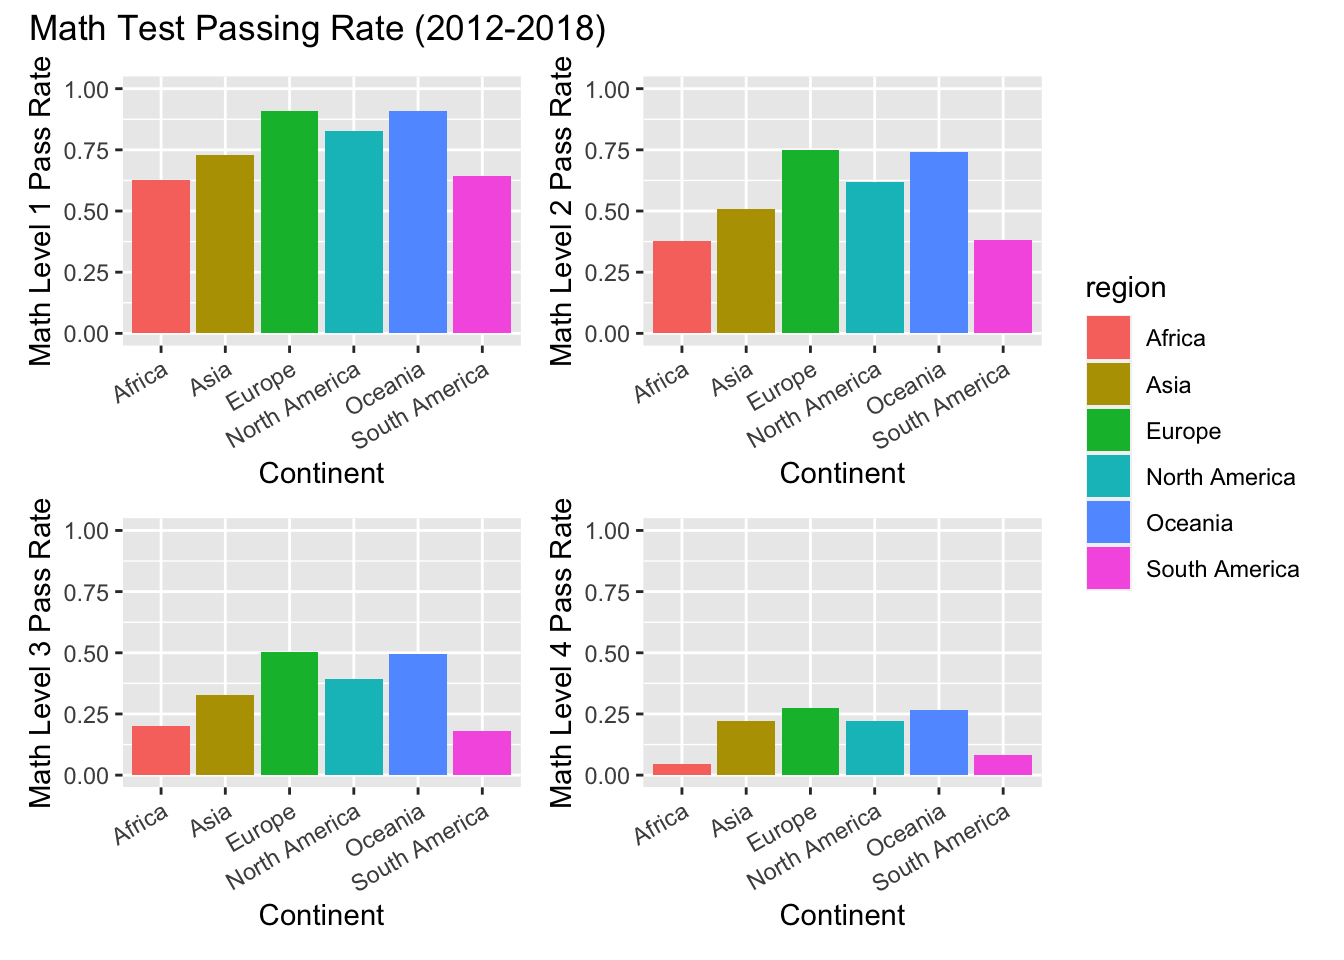 Math Test Passing Rate (2012-2018)
Math Level 1 Pass Rate
1.00
0.75
0.50
0.25
0.00
Africa
Asia
Europe
North America
Oceania
South America
Continent
Math Level 2 Pass Rate
1.00
0.75
0.50
0.25
0.00
Africa
Asia
Europe
North America
Oceania
South America
Continent
Math Level 3 Pass Rate
1.00
0.75
0.50
0.25
0.00
Africa
Asia
Europe
North America
Oceania
South America
Continent
Math Level 4 Pass Rate
1.00
0.75
0.50
0.25
0.00
Africa
Asia
Europe
North America
Oceania
South America
Continent
region
Africa
Asia
Europe
North America
Oceania
South America